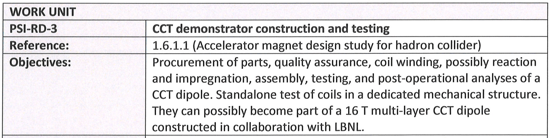 WORK UNIT
PSI-RD-3 CCT demonstrator construction and testing
Reference: 1.6.1.1 (Accelerator magnet design study for hadron collider)
Objectives: Procurement of parts, quality assurance, coil winding, possibly reaction
and impregnation, assembly, testing, and post-operational analyses of a
CCT dipole. Standalone test of coils in a dedicated mechanical structure.
They can possibly become part of a 16 T multi-layer CCT dipole
constructed in collaboration with LBNL.